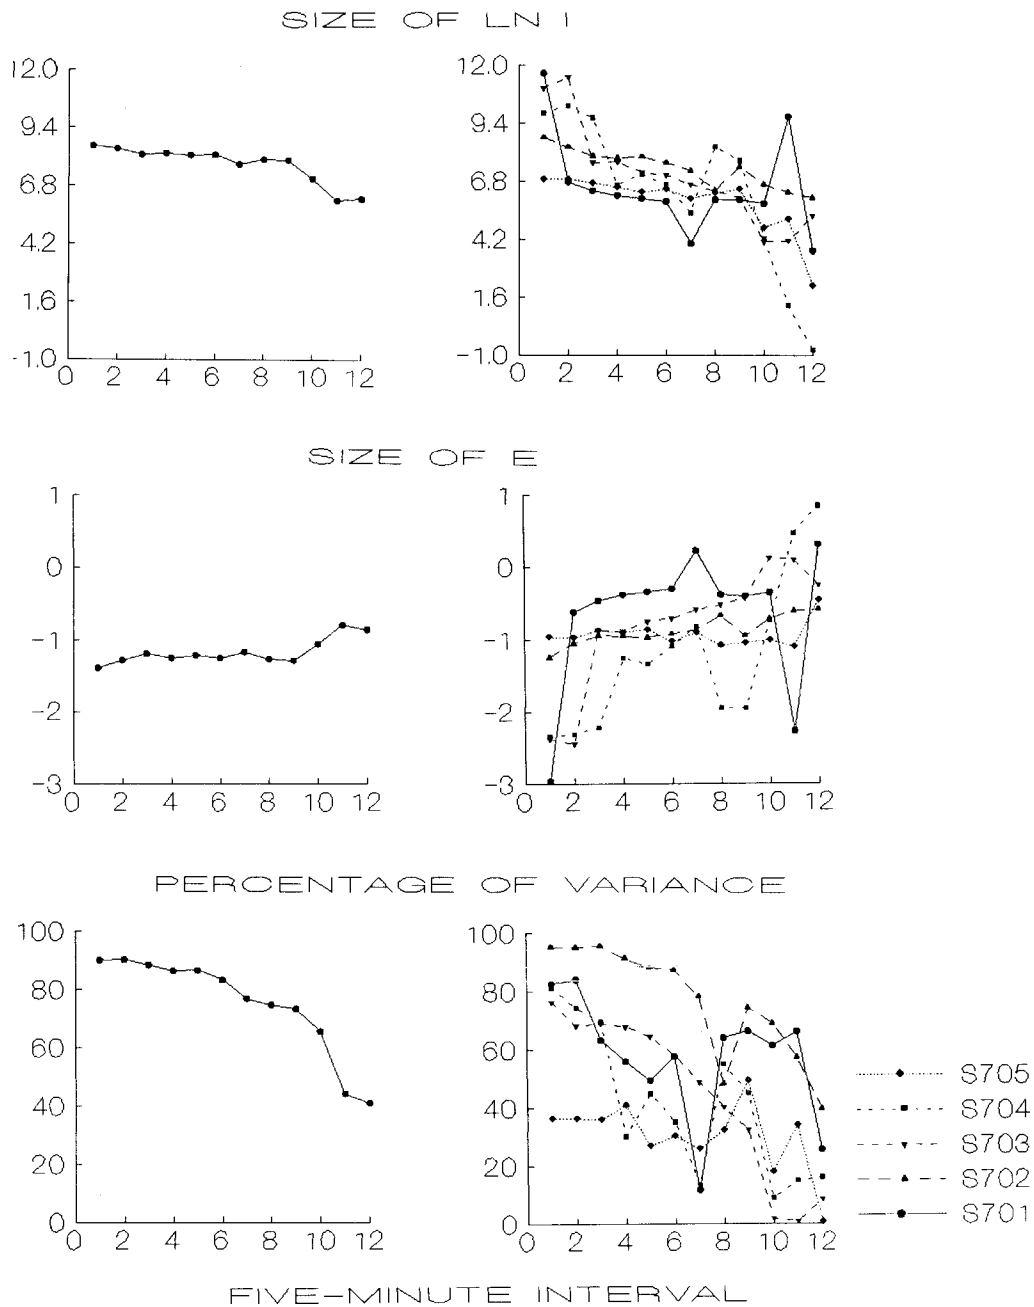 SIZE OF LN I
12.0
9.4
6.8
4.2
1.6
-1.0
0 2 4 6 8 10 12
12.0
9.4
6.8
4.2
1.6
-1.0
0 2 4 6 8 10 12
SIZE OF E
1
0
-1
-2
-3
0 2 4 6 8 10 12
1
0
-1
-2
-3
0 2 4 6 8 10 12
PERCENTAGE OF VARIANCE
100
80
60
40
20
0
0 2 4 6 8 10 12
100
80
60
40
20
0
0 2 4 6 8 10 12
S705
S704
S703
S702
S701
FIVE-MINUTE INTERVAL